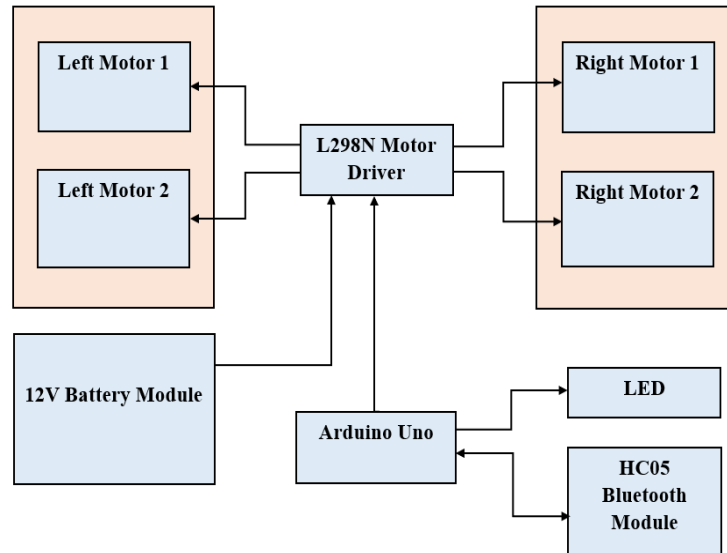 Left Motor 1
Right Motor 1
L298N Motor
Driver
Left Motor 2
Right Motor 2
12V Battery Module
LED
Arduino Uno
HC05
Bluetooth
Module